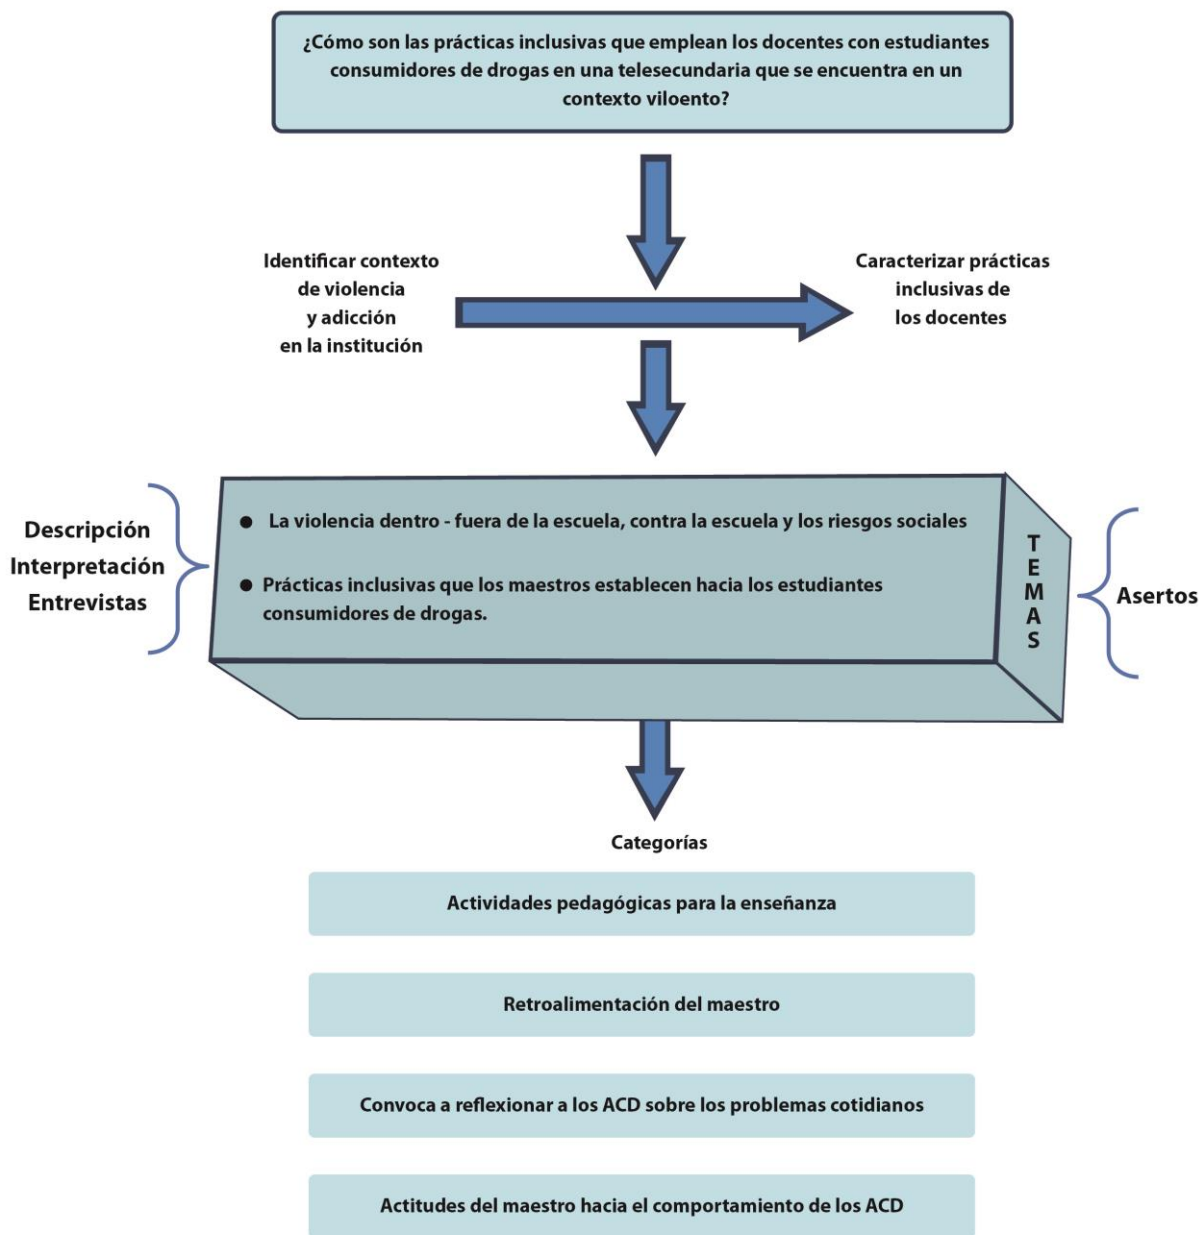 ¿Cómo son las prácticas inclusivas que emplean los docentes con estudiantes
consumidores de drogas en una telesecundaria que se encuentra en un
contexto viloento?
Identificar contexto
de violencia
y adicción
en la institución
Caracterizar prácticas
inclusivas de
los docentes
Descripción
Interpretación
Entrevistas
● La violencia dentro - fuera de la escuela, contra la escuela y los riesgos sociales
● Prácticas inclusivas que los maestros establecen hacia los estudiantes
consumidores de drogas.
T
E
M
A
S
Asertos
Categorías
Actividades pedagógicas para la enseñanza
Retroalimentación del maestro
Convoca a reflexionar a los ACD sobre los problemas cotidianos
Actitudes del maestro hacia el comportamiento de los ACD